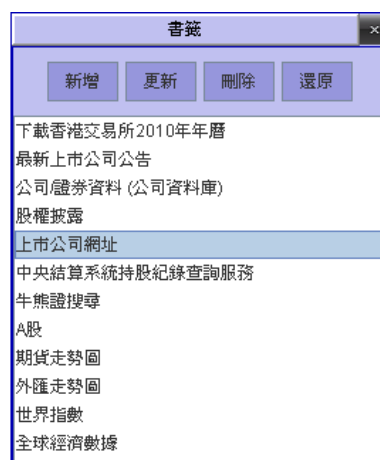 書籤
新增 更新 刪除 還原
下載香港交易所2010年年曆
最新上市公司公告
公司/證券資料 (公司資料庫)
股權披露
上市公司網址
中央結算系統持股紀錄查詢服務
牛熊證搜尋
A股
期貨走勢圖
外匯走勢圖
世界指數
全球經濟數據